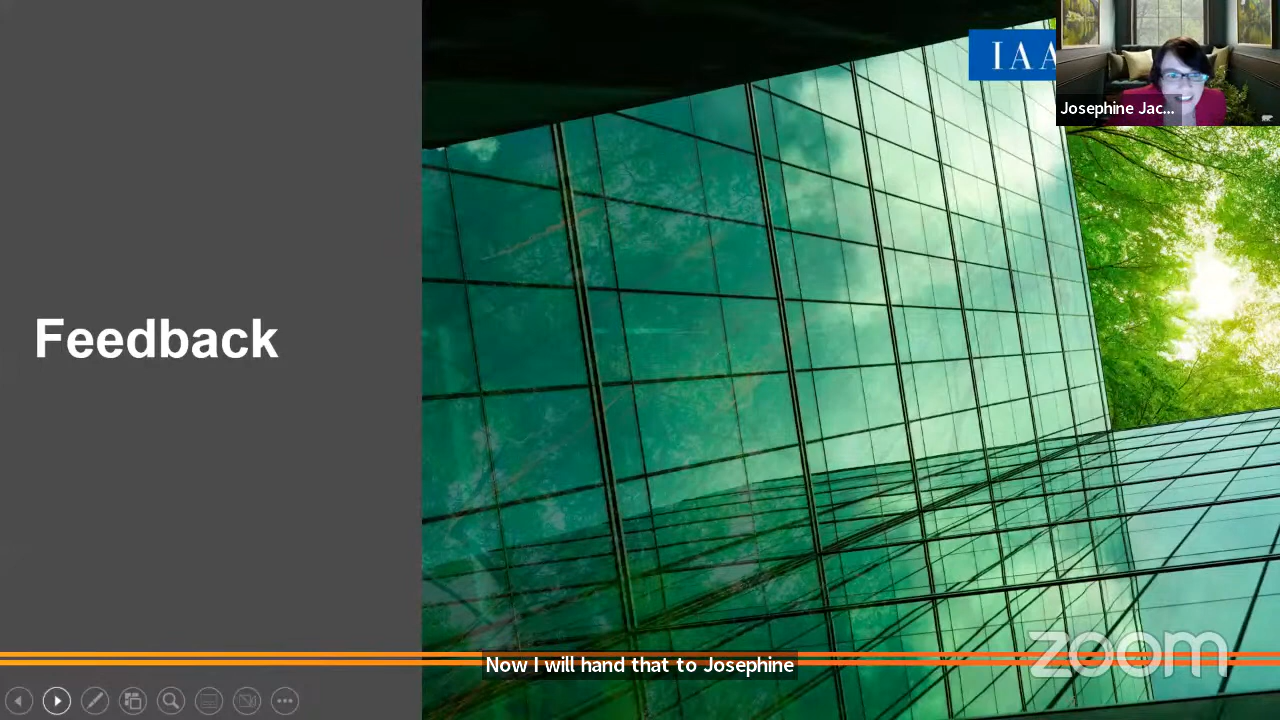 IAA
Josephine Jac...
Feedback
Now I will hand that to Josephine
zoom